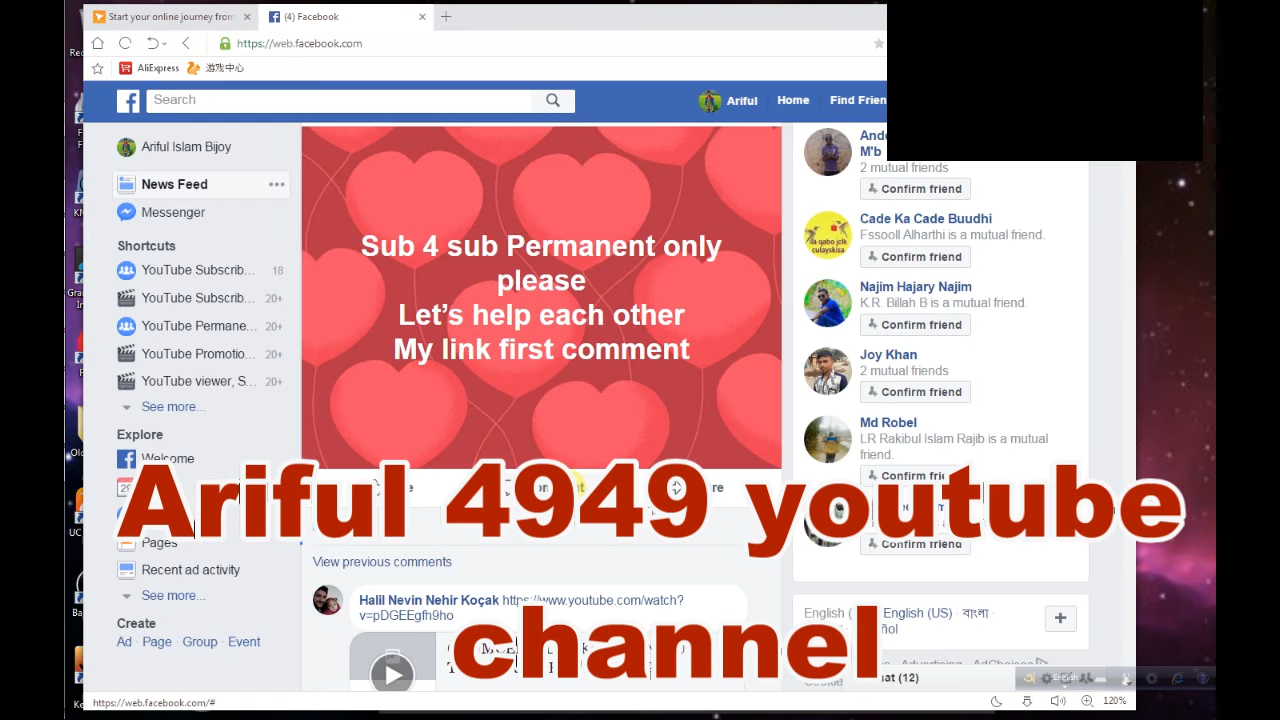 Start your online journey from
(4) Facebook
https://web.facebook.com
AliExpress
游戏中心
Search
Ariful
Home
Find Frien
Ariful Islam Bijoy
News Feed
Messenger
Shortcuts
YouTube Subscrib... 18
YouTube Subscrib... 20+
YouTube Permane... 20+
YouTube Promotio... 20+
YouTube viewer, S... 20+
See more...
Explore
Welcome
Pages
Recent ad activity
See more...
Create
Ad · Page · Group · Event
Sub 4 sub Permanent only
please
Let's help each other
My link first comment
View previous comments
Halil Nevin Nehir Koçak https://www.youtube.com/watch?
v=pDGEEgfh9ho
M'b
2 mutual friends
Confirm friend
Cade Ka Cade Buudhi
Fssooll Alharthi is a mutual friend.
Confirm friend
Najim Hajary Najim
K.R. Billah B is a mutual friend.
Confirm friend
Joy Khan
2 mutual friends
Confirm friend
Md Robel
LR Rakibul Islam Rajib is a mutual
friend.
Confirm friend
English (US) · বাংলা ·
Ariful 4949 youtube
channel
English
https://web.facebook.com/#
120%